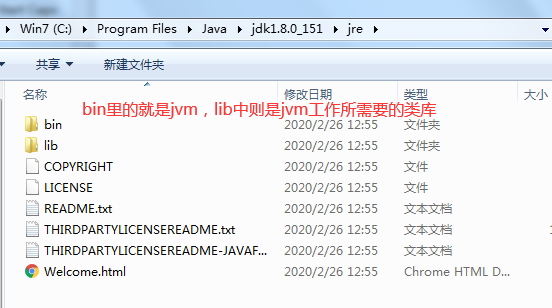 Win7 (C:) ▸ Program Files ▸ Java ▸ jdk1.8.0_151 ▸ jre ▸
共享 新建文件夹
名称 修改日期 类型 大小
bin里的就是jvm，lib中则是jvm工作所需要的类库
bin 2020/2/26 12:55 文件夹
lib 2020/2/26 12:55 文件夹
COPYRIGHT 2020/2/26 12:55 文件
LICENSE 2020/2/26 12:55 文件
README.txt 2020/2/26 12:55 文本文档
THIRDPARTYLICENSEREADME.txt 2020/2/26 12:55 文本文档
THIRDPARTYLICENSEREADME-JAVAF... 2020/2/26 12:55 文本文档
Welcome.html 2020/2/26 12:55 Chrome HTML D...